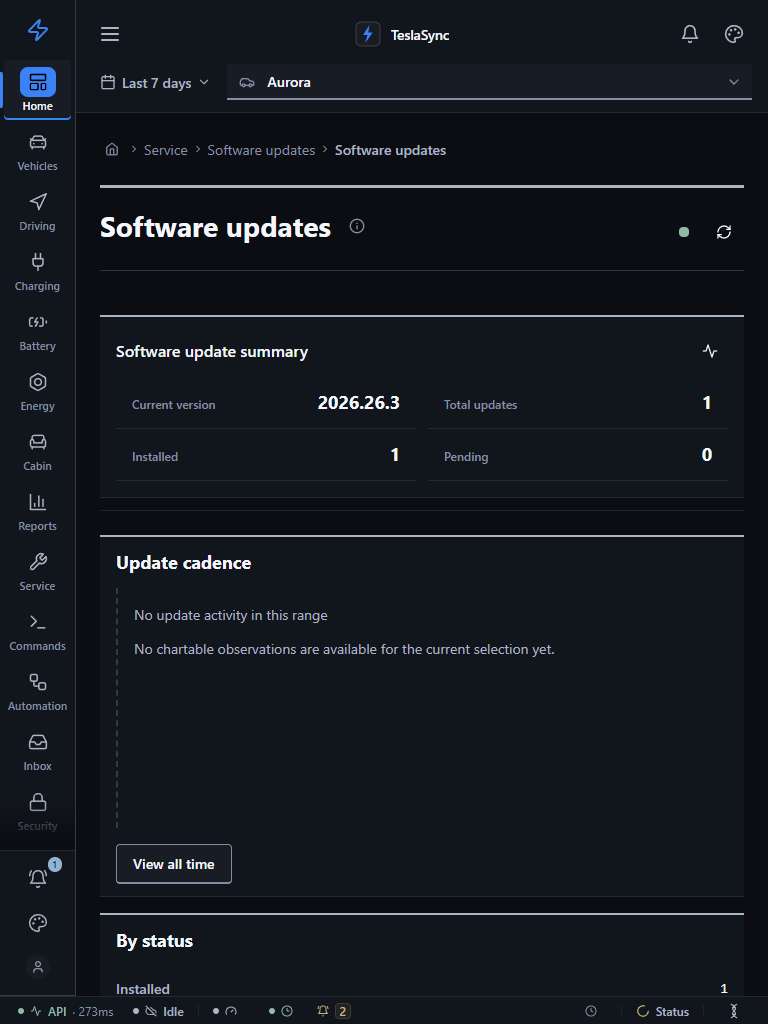 TeslaSync
Last 7 days
Aurora
Home
Vehicles
Driving
Charging
Battery
Energy
Cabin
Reports
Service
Commands
Automation
Inbox
Security
1
Service > Software updates > Software updates
Software updates
Software update summary
Current version 2026.26.3
Total updates 1
Installed 1
Pending 0
Update cadence
No update activity in this range
No chartable observations are available for the current selection yet.
View all time
By status
Installed 1
API · 273ms
Idle
2
Status